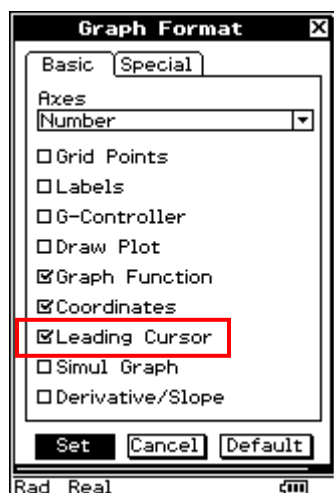 Graph Format
Basic Special
Axes
Number
Grid Points
Labels
G-Controller
Draw Plot
Graph Function
Coordinates
Leading Cursor
Simul Graph
Derivative/Slope
Set Cancel Default
Rad Real